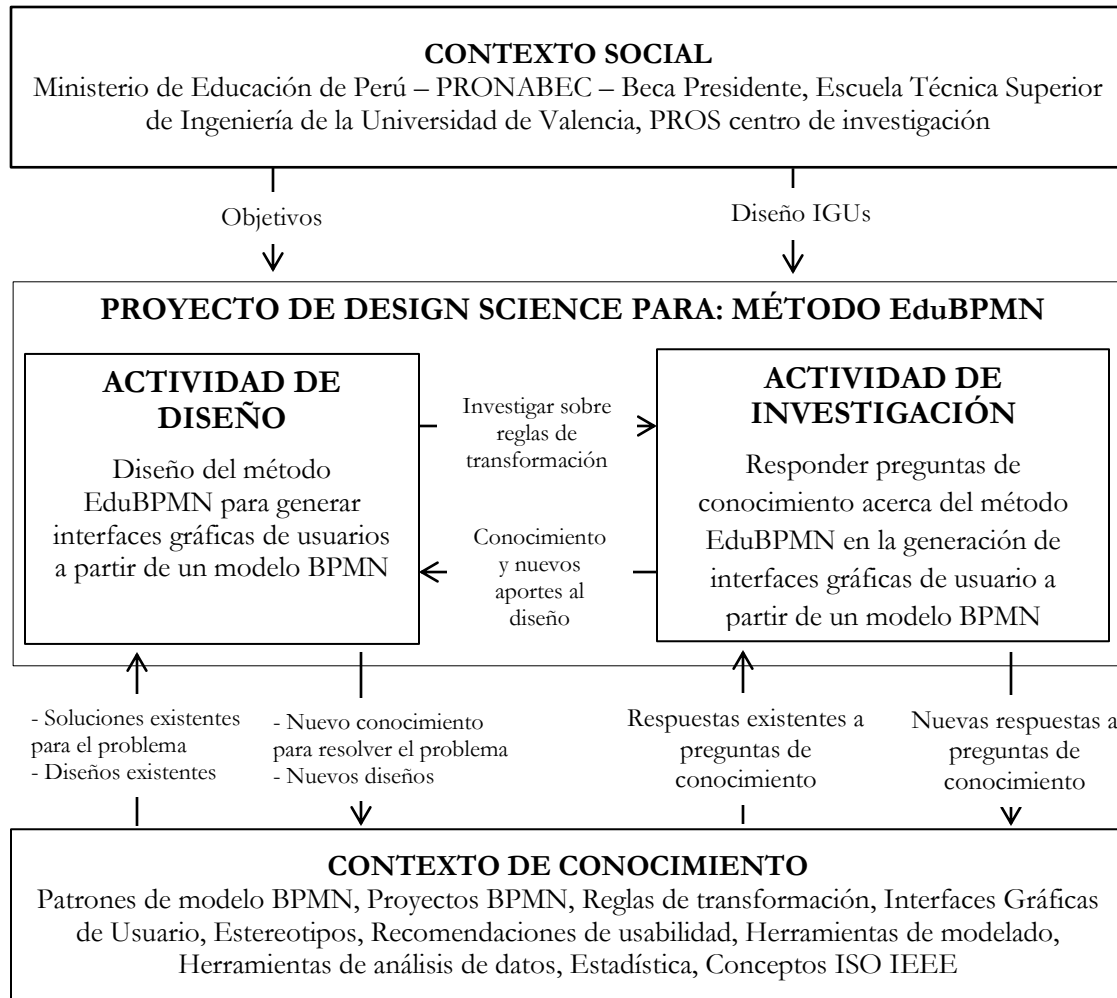 CONTEXTO SOCIAL
Ministerio de Educación de Perú – PRONABEC – Beca Presidente, Escuela Técnica Superior
de Ingeniería de la Universidad de Valencia, PROS centro de investigación
Objetivos
Diseño IGUs
PROYECTO DE DESIGN SCIENCE PARA: MÉTODO EduBPMN
ACTIVIDAD DE
DISEÑO
Diseño del método
EduBPMN para generar
interfaces gráficas de usuarios
a partir de un modelo BPMN
Investigar sobre
reglas de
transformación
Conocimiento
y nuevos
aportes al
diseño
ACTIVIDAD DE
INVESTIGACIÓN
Responder preguntas de
conocimiento acerca del método
EduBPMN en la generación de
interfaces gráficas de usuario a
partir de un modelo BPMN
- Soluciones existentes
para el problema
- Diseños existentes
- Nuevo conocimiento
para resolver el problema
- Nuevos diseños
Respuestas existentes a
preguntas de
conocimiento
Nuevas respuestas a
preguntas de
conocimiento
CONTEXTO DE CONOCIMIENTO
Patrones de modelo BPMN, Proyectos BPMN, Reglas de transformación, Interfaces Gráficas
de Usuario, Estereotipos, Recomendaciones de usabilidad, Herramientas de modelado,
Herramientas de análisis de datos, Estadística, Conceptos ISO IEEE